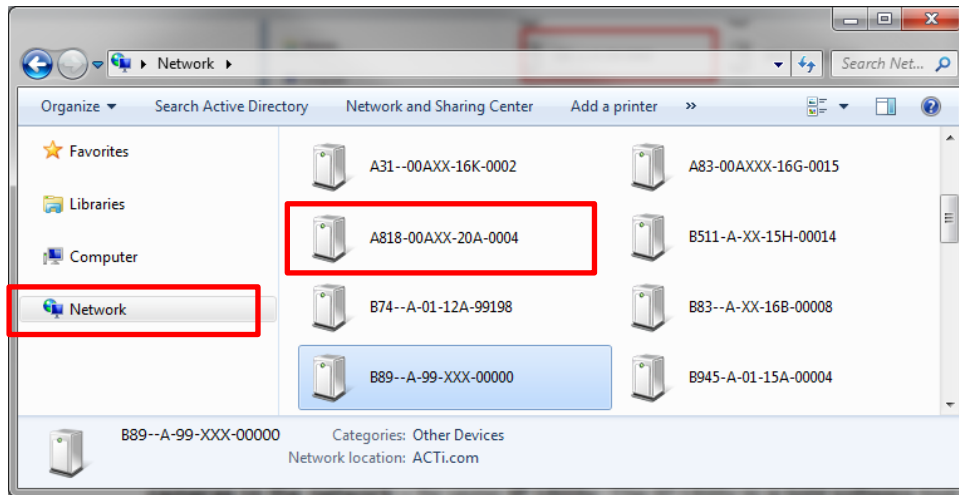 Network
Search Net...
Organize
Search Active Directory
Network and Sharing Center
Add a printer
»
Favorites
Libraries
Computer
Network
A31--00AXX-16K-0002
A83-00AXXX-16G-0015
A818-00AXX-20A-0004
B511-A-XX-15H-00014
B74--A-01-12A-99198
B83--A-XX-16B-00008
B89--A-99-XXX-00000
B945-A-01-15A-00004
B89--A-99-XXX-00000
Categories: Other Devices
Network location: ACTi.com